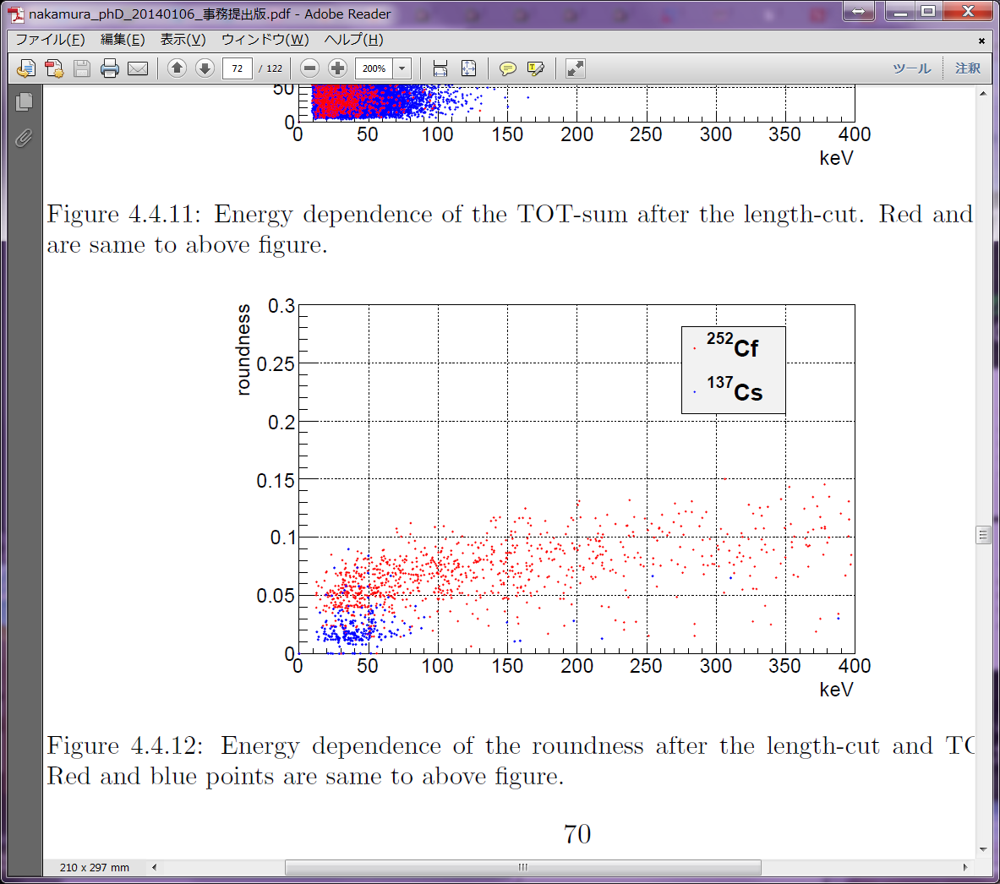 nakamura_phD_20140106_事務提出版.pdf - Adobe Reader
ファイル(F) 編集(E) 表示(V) ウィンドウ(W) ヘルプ(H)
72 / 122 200% ツール 注釈
50
0
0 50 100 150 200 250 300 350 400
keV
Figure 4.4.11: Energy dependence of the TOT-sum after the length-cut. Red and
are same to above figure.
roundness
0.3
0.25
0.2
0.15
0.1
0.05
0
252Cf
137Cs
0 50 100 150 200 250 300 350 400
keV
Figure 4.4.12: Energy dependence of the roundness after the length-cut and
Red and blue points are same to above figure.
70
210 x 297 mm